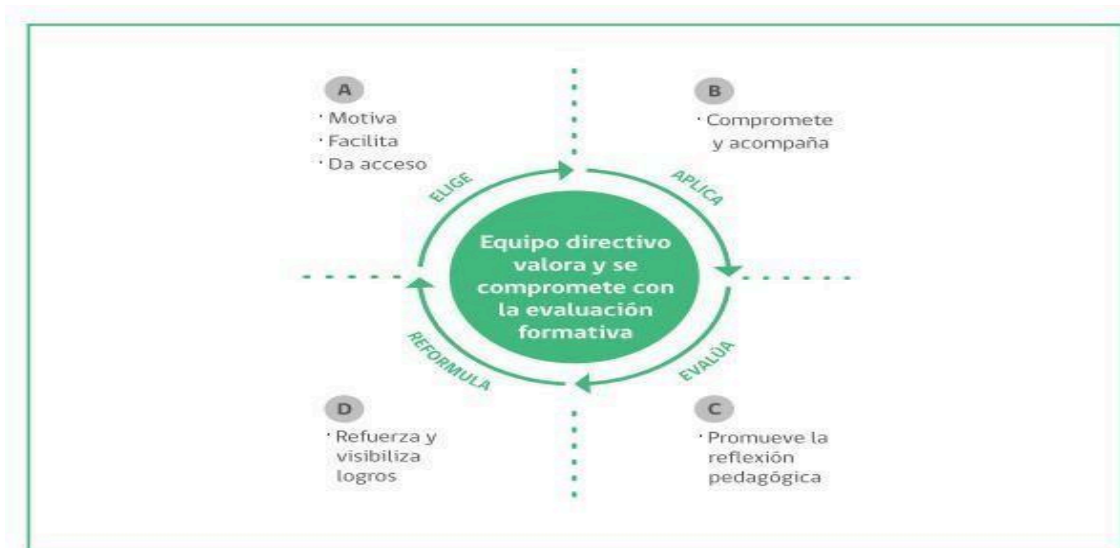 A
· Motiva
· Facilita
· Da acceso
B
· Compromete
y acompaña
ELIGE
APLICA
Equipo directivo
valora y se
compromete con
la evaluación
formativa
REFORMULA
EVALÚA
D
· Refuerza y
visibiliza
logros
C
· Promueve la
reflexión
pedagógica